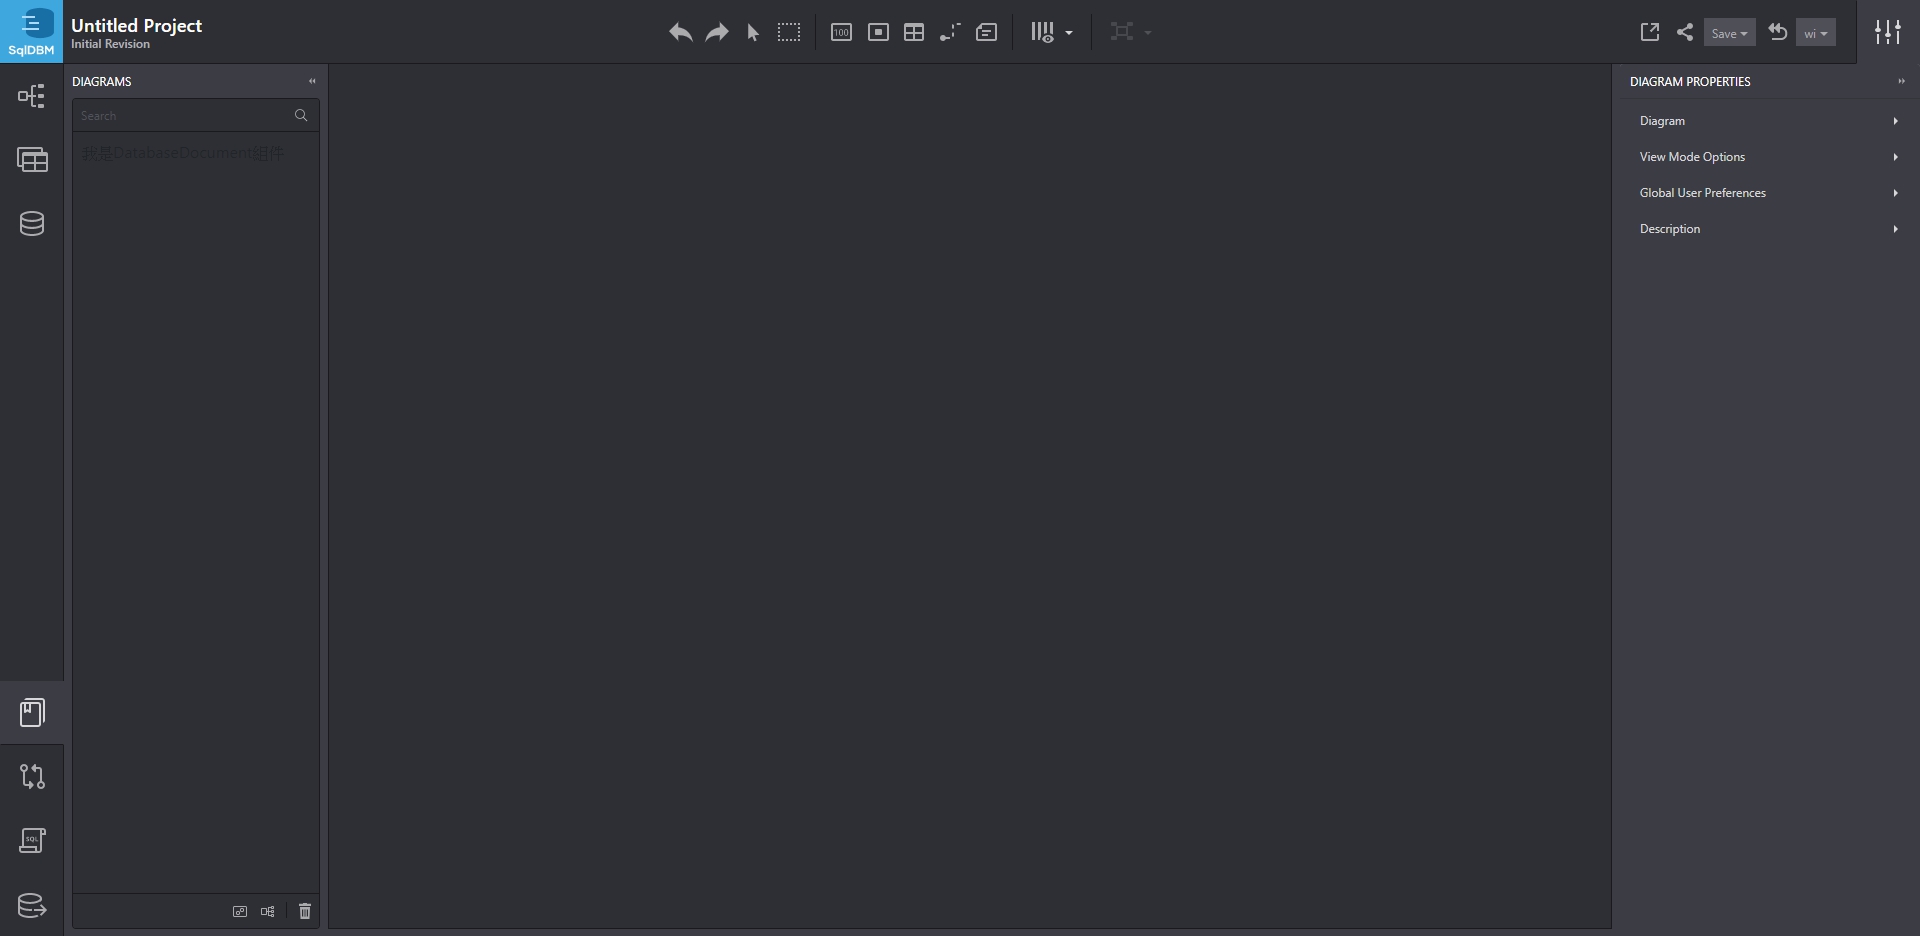 SqlDBM
Untitled Project
Initial Revision
100
Save
wi
DIAGRAMS
Search
我是DatabaseDocument组件
SQL
DIAGRAM PROPERTIES
Diagram
View Mode Options
Global User Preferences
Description